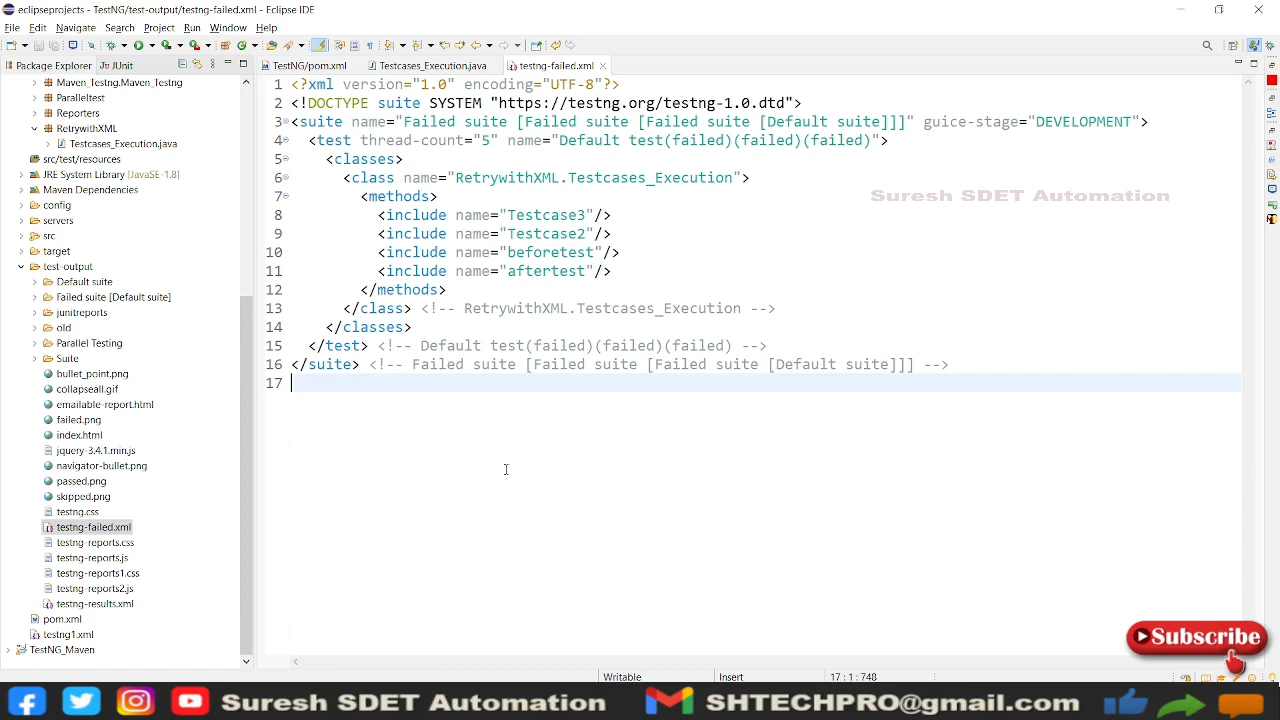 eclipseprojects - TestNG/test-output/testng-failed.xml - Eclipse IDE
File Edit Navigate Search Project Run Window Help
Package Explorer JUnit
TestNG/pom.xml Testcases_Execution.java testng-failed.xml
Maven_Testng.Maven_Testng
Paralleltest
Reporters
RetrywithXML
Testcases_Execution.java
src/test/resources
JRE System Library [JavaSE-1.8]
Maven Dependencies
config
servers
src
target
test-output
Default suite
Failed suite [Default suite]
junitreports
old
Parallel Testing
Suite
bullet_point.png
collapseall.gif
emailable-report.html
failed.png
index.html
jquery-3.4.1.min.js
navigator-bullet.png
passed.png
skipped.png
testng.css
testng-failed.xml
testng-reports.css
testng-reports.js
testng-reports1.css
testng-reports2.js
testng-results.xml
pom.xml
testng1.xml
TestNG_Maven
1 <?xml version="1.0" encoding="UTF-8"?>
2 <!DOCTYPE suite SYSTEM "https://testng.org/testng-1.0.dtd">
3 <suite name="Failed suite [Failed suite [Failed suite [Default suite]]]" guice-stage="DEVELOPMENT">
4 <test thread-count="5" name="Default test(failed)(failed)(failed)">
5 <classes>
6 <class name="RetrywithXML.Testcases_Execution">
7 <methods>
8 <include name="Testcase3"/>
9 <include name="Testcase2"/>
10 <include name="beforetest"/>
11 <include name="aftertest"/>
12 </methods>
13 </class> <!-- RetrywithXML.Testcases_Execution -->
14 </classes>
15 </test> <!-- Default test(failed)(failed)(failed) -->
16 </suite> <!-- Failed suite [Failed suite [Failed suite [Default suite]]] -->
17
Suresh SDET Automation
Subscribe
Writable Insert 17 : 1 : 748
Suresh SDET Automation SHTECHPRO@gmail.com